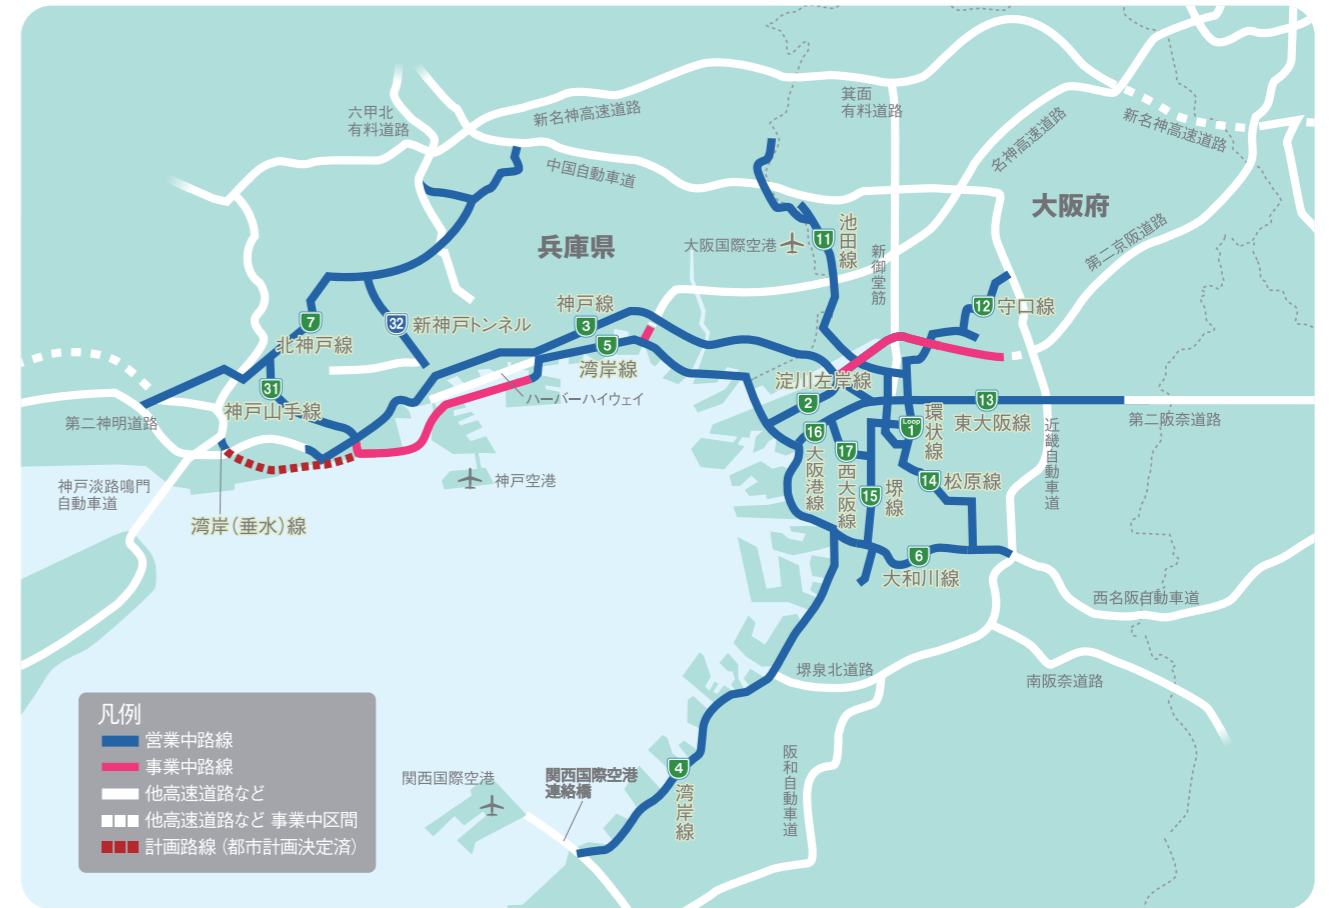 箕面
有料道路
六甲北
有料道路
新名神高速道路
新名神高速道路
名神高速道路
中国自動車道
大阪府
兵庫県
大阪国際空港
11
池田線
新御堂筋
第二京阪道路
神戸線
3
12
守口線
7
北神戸線
32
新神戸トンネル
5
湾岸線
淀川左岸線
2
31
神戸山手線
ハーバーハイウェイ
第二神明道路
13
東大阪線
第二阪奈道路
Loop
1
環状線
16
大阪港線
17
西大阪線
近畿自動車道
神戸淡路鳴門
自動車道
神戸空港
14
松原線
15
堺線
湾岸（垂水）線
6
大和川線
西名阪自動車道
堺泉北道路
南阪奈道路
凡例
営業中路線
事業中路線
他高速道路など
他高速道路など 事業中区間
計画路線（都市計画決定済）
関西国際空港
関西国際空港
連絡橋
4
湾岸線
阪和自動車道